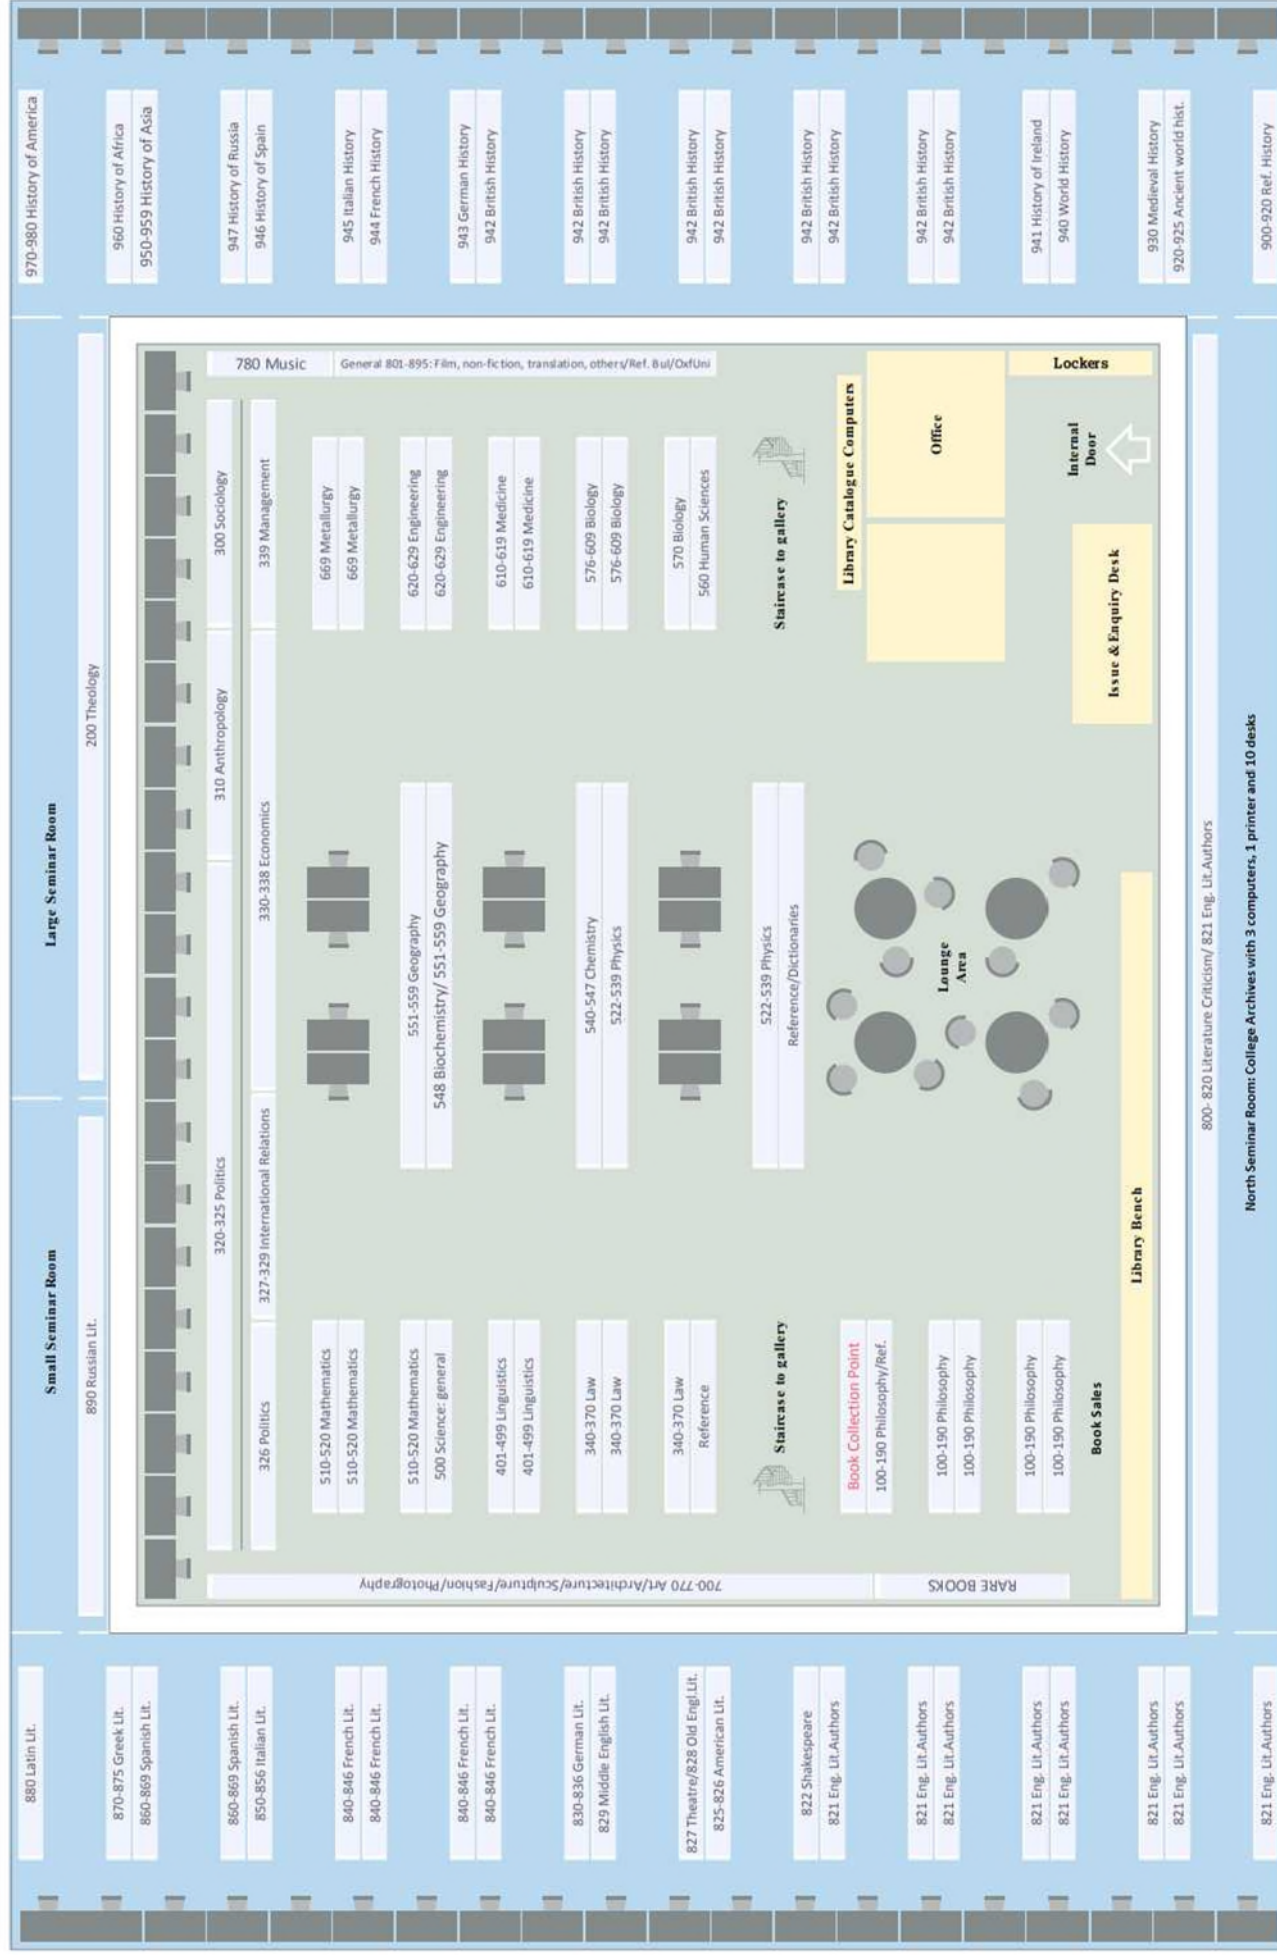 880 Latin Lit.
870-875 Greek Lit.
860-869 Spanish Lit.
860-869 Spanish Lit.
850-856 Italian Lit.
840-846 French Lit.
840-846 French Lit.
840-846 French Lit.
840-846 French Lit.
830-836 German Lit.
829 Middle English Lit.
827 Theatre/828 Old Engl.Lit.
825-826 American Lit.
822 Shakespeare
821 Eng. Lit.Authors
821 Eng. Lit.Authors
821 Eng. Lit.Authors
821 Eng. Lit.Authors
821 Eng. Lit.Authors
821 Eng. Lit.Authors
821 Eng. Lit.Authors
821 Eng. Lit.Authors
Small Seminar Room
Large Seminar Room
890 Russian Lit.
200 Theology
700-770 Art/Architecture/Sculpture/Fashion/Photography
RARE BOOKS
320-325 Politics
310 Anthropology
300 Sociology
326 Politics
327-329 International Relations
330-338 Economics
339 Management
510-520 Mathematics
510-520 Mathematics
510-520 Mathematics
500 Science: general
401-499 Linguistics
401-499 Linguistics
340-370 Law
340-370 Law
340-370 Law
Reference
Staircase to gallery
Book Collection Point
100-190 Philosophy/Ref.
100-190 Philosophy
100-190 Philosophy
100-190 Philosophy
100-190 Philosophy
Book Sales
Library Bench
551-559 Geography
548 Biochemistry/ 551-559 Geography
540-547 Chemistry
522-539 Physics
522-539 Physics
Reference/Dictionaries
Lounge
Area
780 Music
General 801-895: Film, non-fiction, translation, others/Ref. Bul/OxfUni
669 Metallurgy
669 Metallurgy
620-629 Engineering
620-629 Engineering
610-619 Medicine
610-619 Medicine
576-609 Biology
576-609 Biology
570 Biology
560 Human Sciences
Staircase to gallery
Library Catalogue Computers
Office
Lockers
Internal
Door
Issue & Enquiry Desk
800- 820 Literature Criticism/ 821 Eng. Lit.Authors
North Seminar Room: College Archives with 3 computers, 1 printer and 10 desks
970-980 History of America
960 History of Africa
950-959 History of Asia
947 History of Russia
946 History of Spain
945 Italian History
944 French History
943 German History
942 British History
942 British History
942 British History
942 British History
942 British History
942 British History
942 British History
942 British History
942 British History
941 History of Ireland
940 World History
930 Medieval History
920-925 Ancient world hist.
900-920 Ref. History